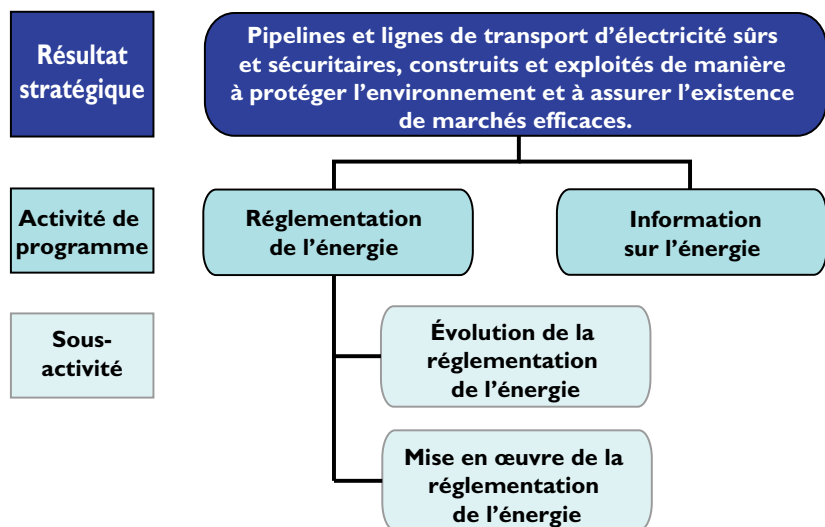 Résultat
stratégique
Pipelines et lignes de transport d’électricité sûrs
et sécuritaires, construits et exploités de manière
à protéger l’environnement et à assurer l’existence
de marchés efficaces.
Activité de
programme
Réglementation
de l’énergie
Information
sur l’énergie
Sous-
activité
Évolution de la
réglementation
de l’énergie
Mise en œuvre de la
réglementation
de l’énergie